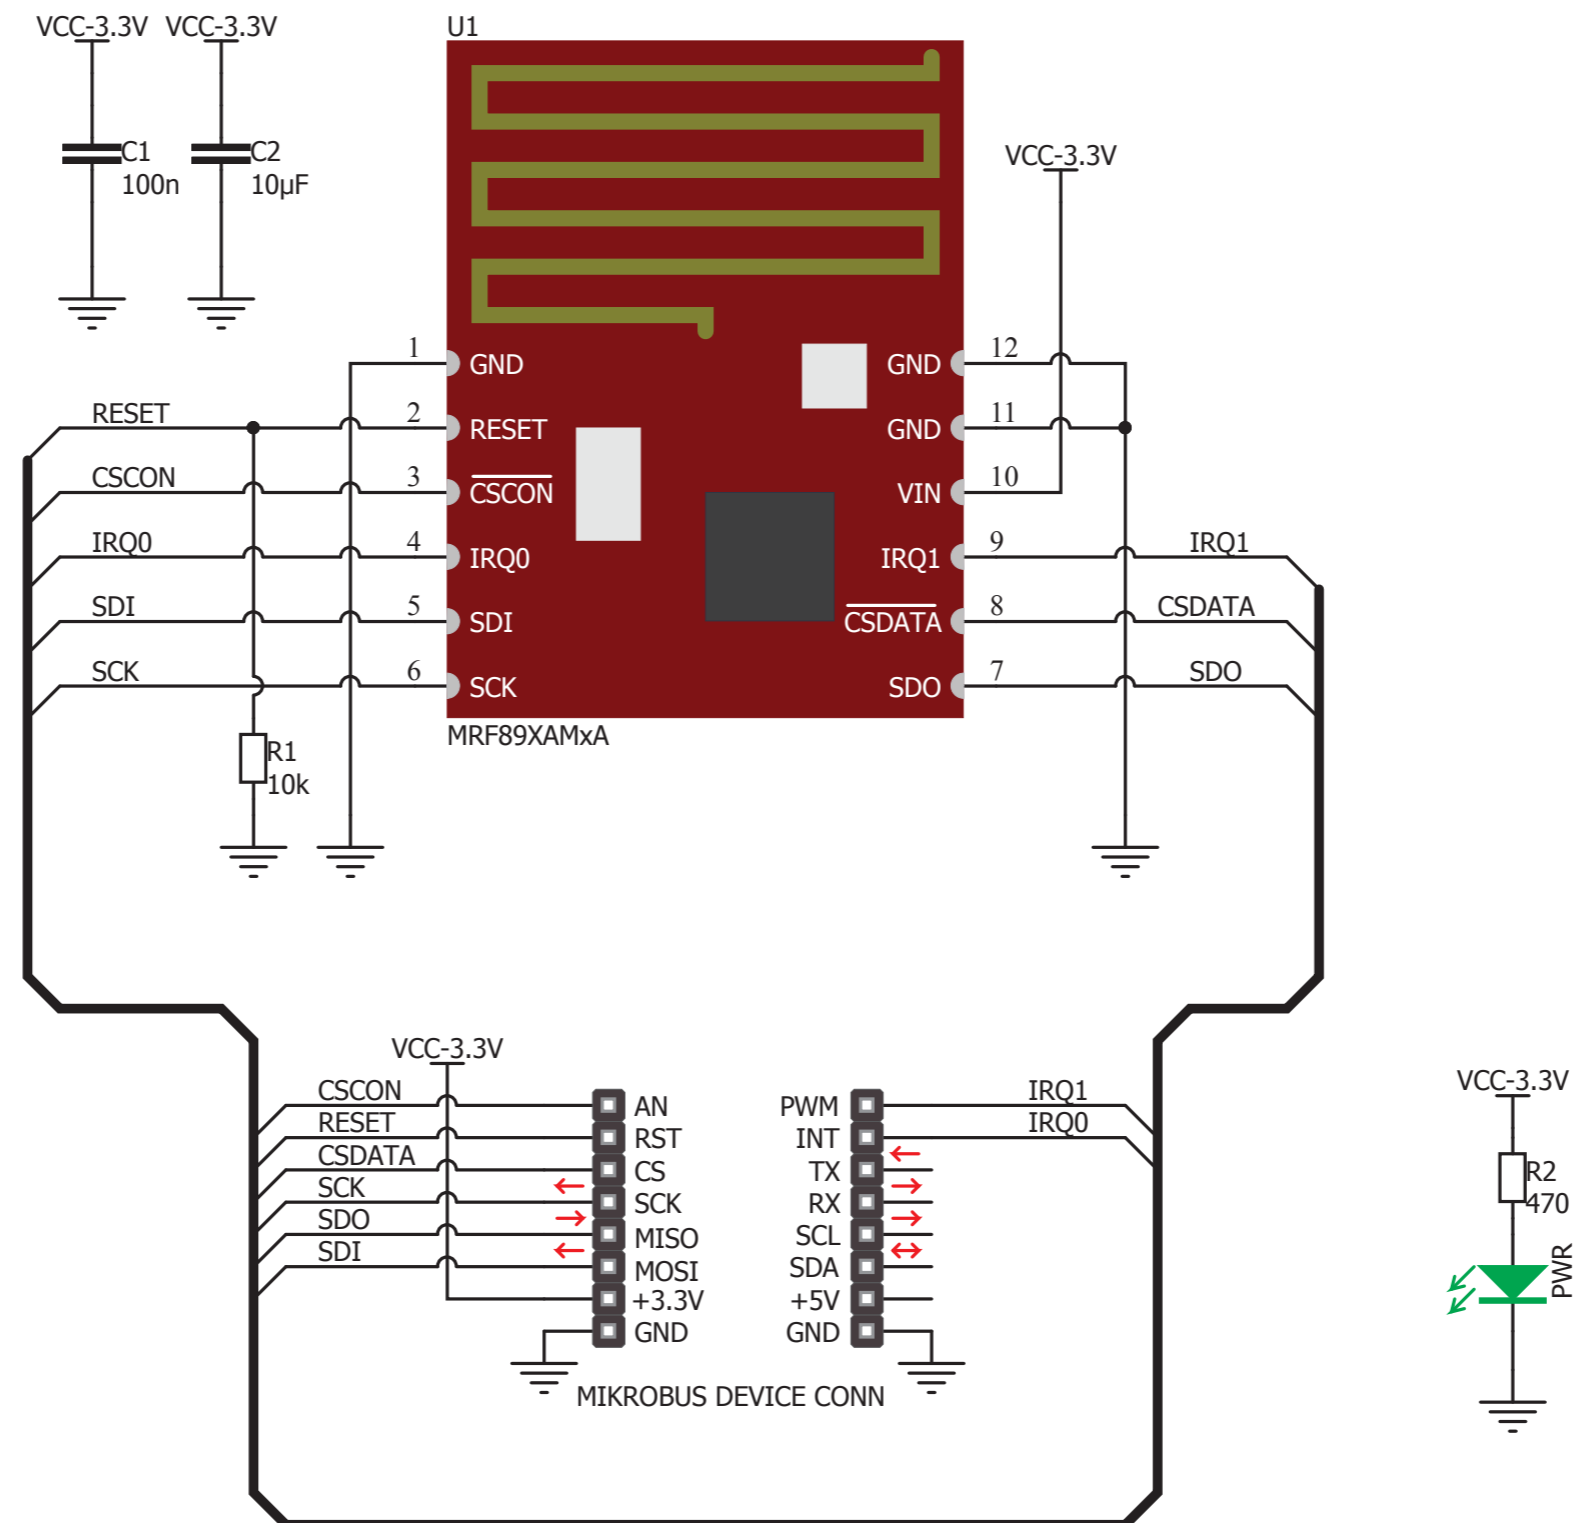 VCC-3.3V VCC-3.3V
C1
100n
C2
10µF
U1
VCC-3.3V
1 GND
RESET 2 RESET
CSCON 3 CSCON
IRQ0 4 IRQ0
SDI 5 SDI
SCK 6 SCK
GND 12
GND 11
VIN 10
IRQ1 9 IRQ1
CSDATA 8 CSDATA
SDO 7 SDO
MRF89XAMxA
R1
10k
VCC-3.3V
CSCON AN
RESET RST
CSDATA CS
SCK SCK
SDO MISO
SDI MOSI
+3.3V
GND
PWM IRQ1
INT IRQ0
TX
RX
SCL
SDA
+5V
GND
MIKROBUS DEVICE CONN
VCC-3.3V
R2
470
PWR